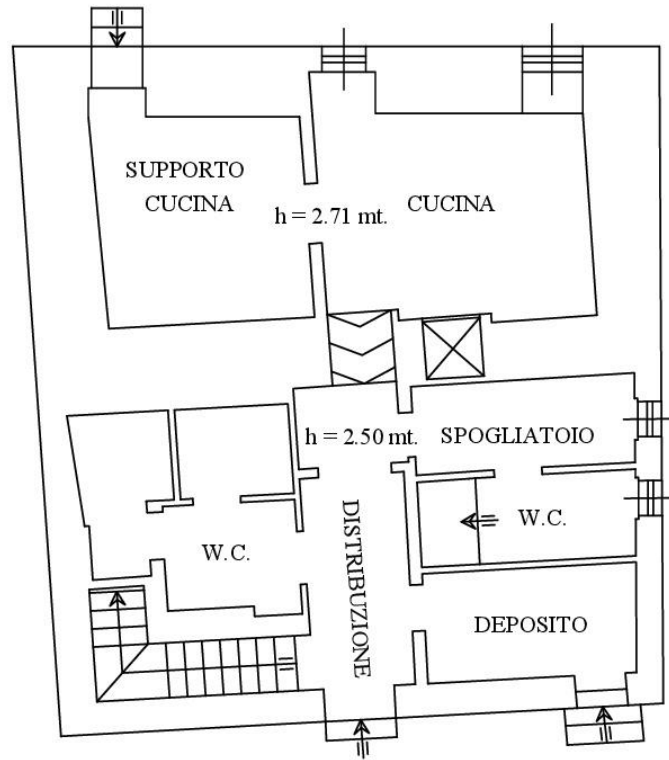 SUPPORTO
CUCINA
CUCINA
h = 2.71 mt.
h = 2.50 mt.
SPOGLIATOIO
W.C.
W.C.
DISTRIBUZIONE
DEPOSITO